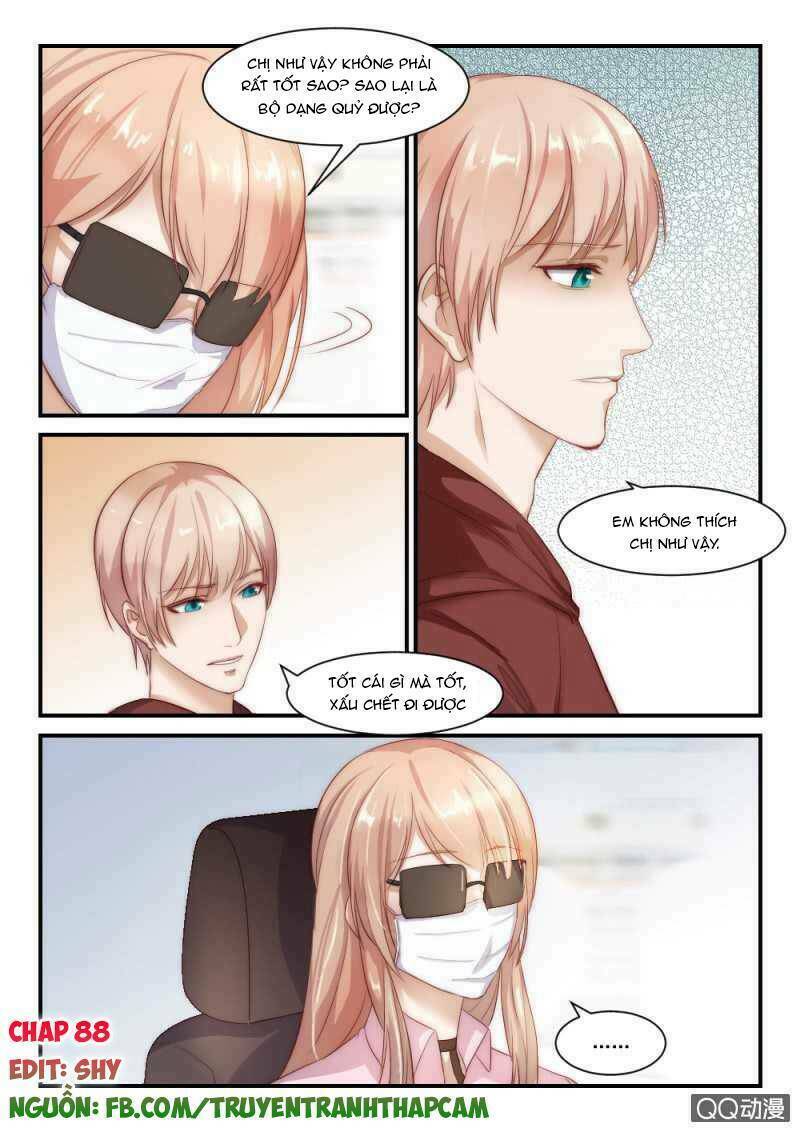 CHỊ NHƯ VẬY KHÔNG PHẢI
RẤT TỐT SAO? SAO LẠI LÀ
BỘ DẠNG QUỶ ĐƯỢC?
EM KHÔNG THÍCH
CHỊ NHƯ VẬY.
TỐT CÁI GÌ MÀ TỐT,
XẤU CHẾT ĐI ĐƯỢC
......
CHAP 88
EDIT: SHY
NGUỒN: FB.COM/TRUYENTRANHTHAPCAM
QQ动漫